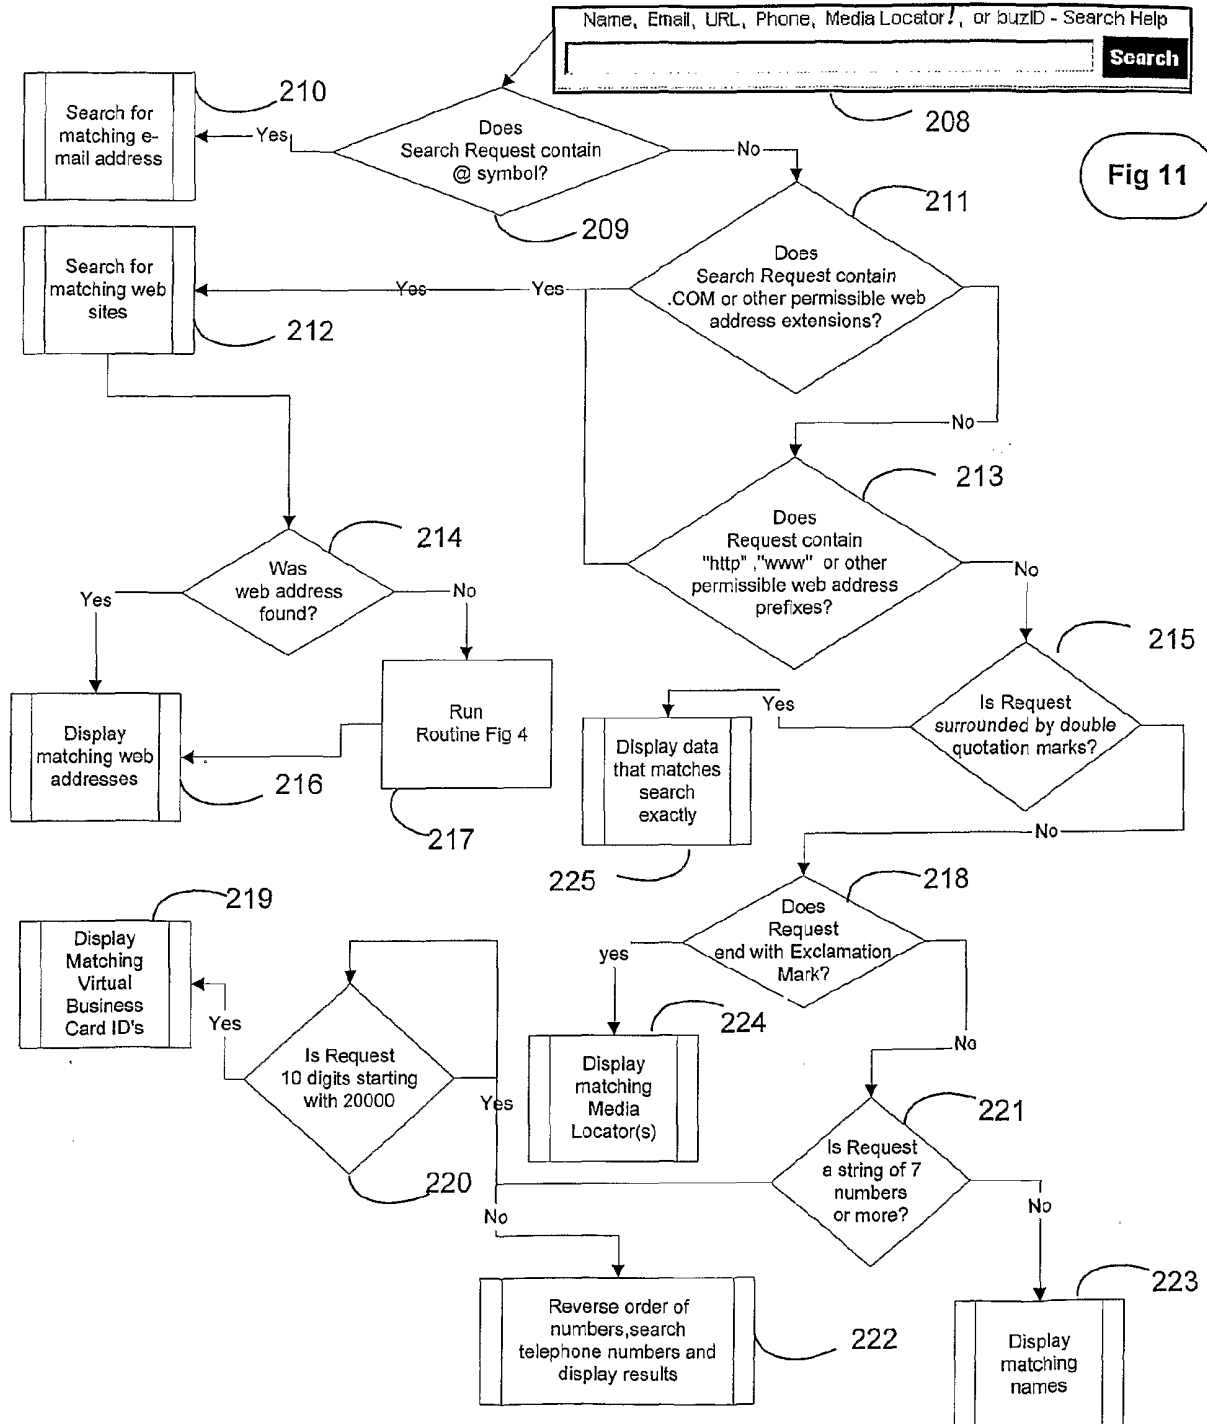 Name, Email, URL, Phone, Media Locator!, or buzID - Search Help
Search
208
Fig 11
210
Search for
matching e-
mail address
Yes
Does
Search Request contain
@ symbol?
No
209
211
Search for
matching web
sites
212
Yes
Yes
Does
Search Request contain
.COM or other permissible web
address extensions?
No
213
Does
Request contain
"http" ,"www" or other
permissible web address
prefixes?
No
214
Was
web address
found?
Yes
No
215
Is Request
surrounded by double
quotation marks?
Yes
No
Display
matching web
addresses
216
Run
Routine Fig 4
217
Display data
that matches
search
exactly
225
218
Does
Request
end with Exclamation
Mark?
yes
No
219
Display
Matching
Virtual
Business
Card ID's
Yes
Is Request
10 digits starting
with 20000
Yes
220
No
224
Display
matching
Media
Locator(s)
221
Is Request
a string of 7
numbers
or more?
No
Reverse order of
numbers,search
telephone numbers and
display results
222
223
Display
matching
names